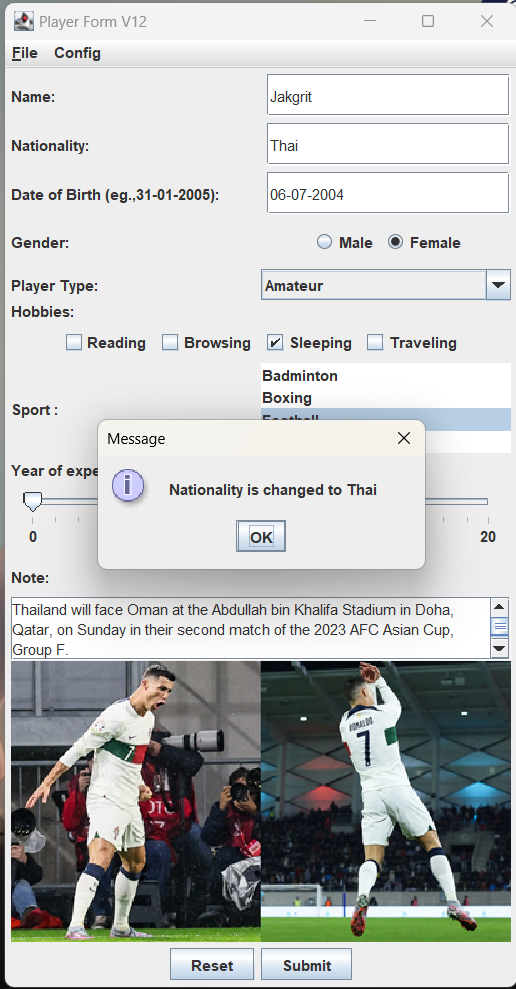 Player Form V12
File Config
Name: Jakgrit
Nationality: Thai
Date of Birth (eg.,31-01-2005): 06-07-2004
Gender: Male Female
Player Type: Amateur
Hobbies:
Reading Browsing Sleeping Traveling
Badminton
Boxing
Sport : Football
Message
Year of expe
Nationality is changed to Thai
OK
0 20
Note:
Thailand will face Oman at the Abdullah bin Khalifa Stadium in Doha,
Qatar, on Sunday in their second match of the 2023 AFC Asian Cup,
Group F.
RONALDO
7
7
Reset Submit